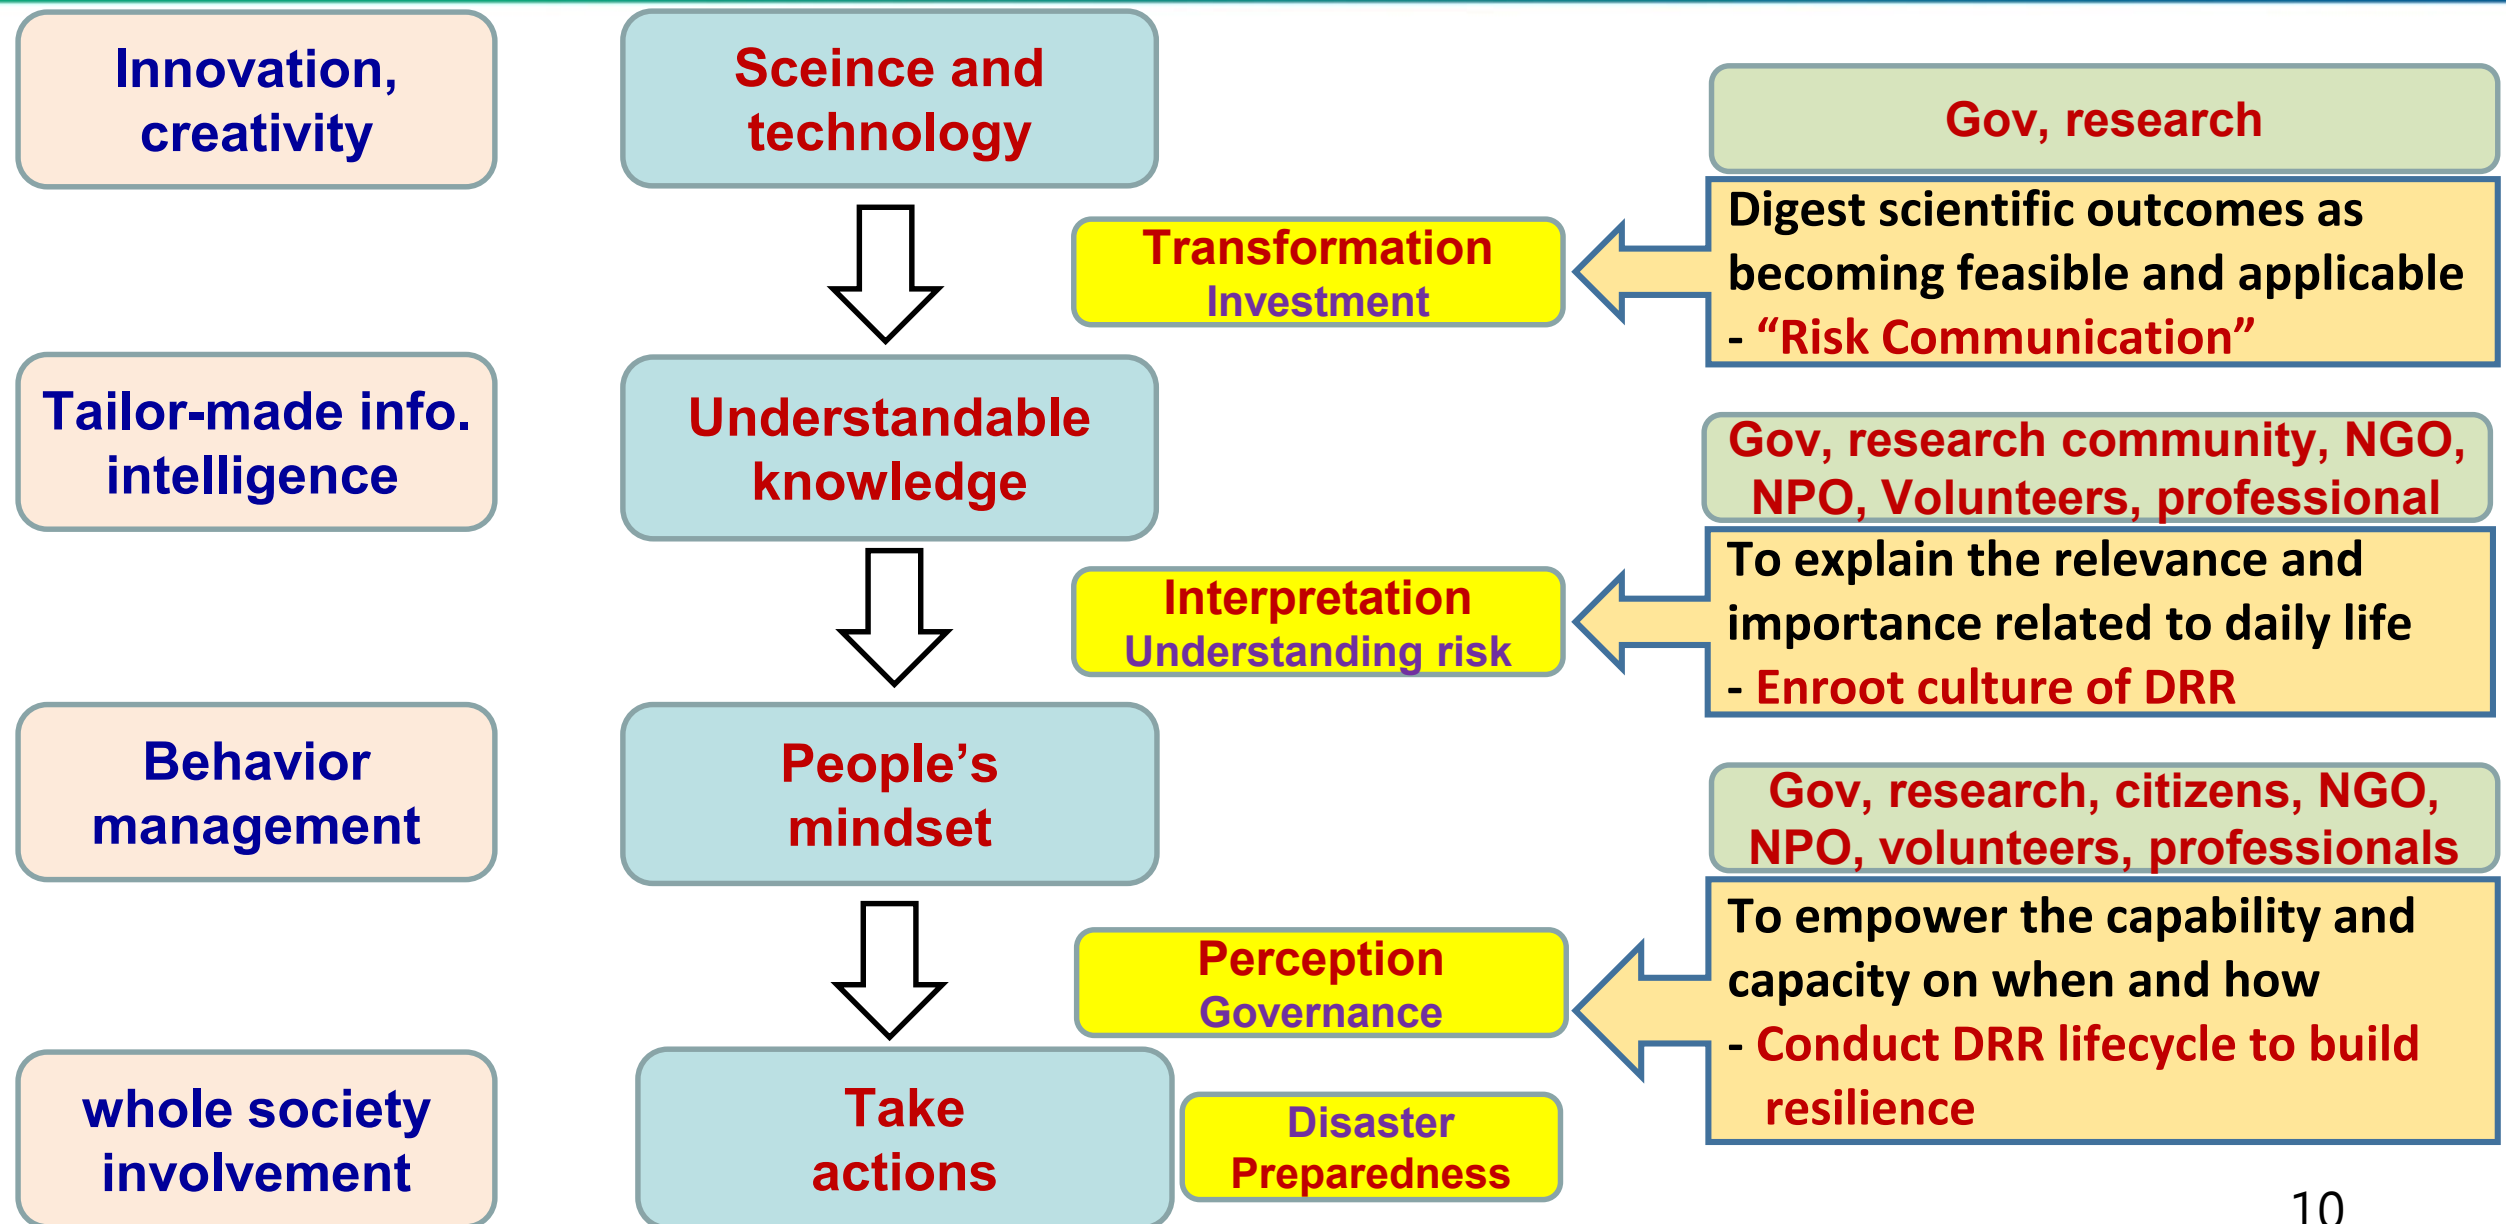 Innovation,
creativity
Sceince and
technology
Gov, research
Transformation
Investment
Digest scientific outcomes as
becoming feasible and applicable
- “Risk Communication”
Tailor-made info.
intelligence
Understandable
knowledge
Gov, research community, NGO,
NPO, Volunteers, professional
Interpretation
Understanding risk
To explain the relevance and
importance related to daily life
- Enroot culture of DRR
Behavior
management
People’s
mindset
Gov, research, citizens, NGO,
NPO, volunteers, professionals
Perception
Governance
To empower the capability and
capacity on when and how
- Conduct DRR lifecycle to build
resilience
whole society
involvement
Take
actions
Disaster
Preparedness
10